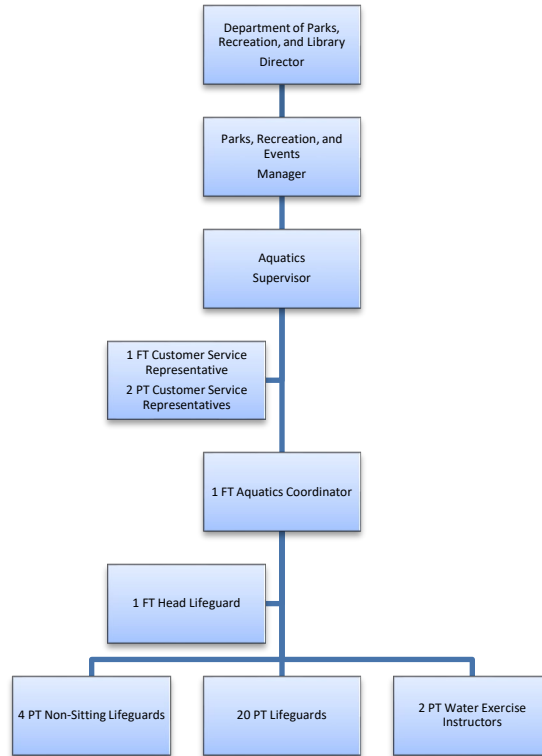 Department of Parks,
Recreation, and Library
Director
Parks, Recreation, and
Events
Manager
Aquatics
Supervisor
1 FT Customer Service
Representative
2 PT Customer Service
Representatives
1 FT Aquatics Coordinator
1 FT Head Lifeguard
4 PT Non-Sitting Lifeguards
20 PT Lifeguards
2 PT Water Exercise
Instructors